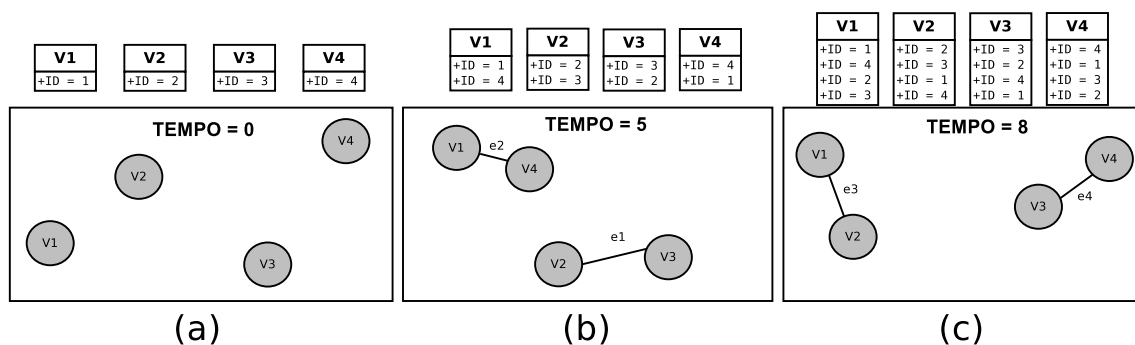 V1 V2 V3 V4
+ID = 1 +ID = 2 +ID = 3 +ID = 4
TEMPO = 0
V4
V2
V1
V3
(a)
V1 V2 V3 V4
+ID = 1 +ID = 2 +ID = 3 +ID = 4
+ID = 4 +ID = 3 +ID = 2 +ID = 1
TEMPO = 5
V1 e2 V4
e1
V2 V3
(b)
V1 V2 V3 V4
+ID = 1 +ID = 2 +ID = 3 +ID = 4
+ID = 4 +ID = 3 +ID = 2 +ID = 1
+ID = 2 +ID = 1 +ID = 4 +ID = 3
+ID = 3 +ID = 4 +ID = 1 +ID = 2
TEMPO = 8
V1 V4
e3 e4
V3
V2
(c)